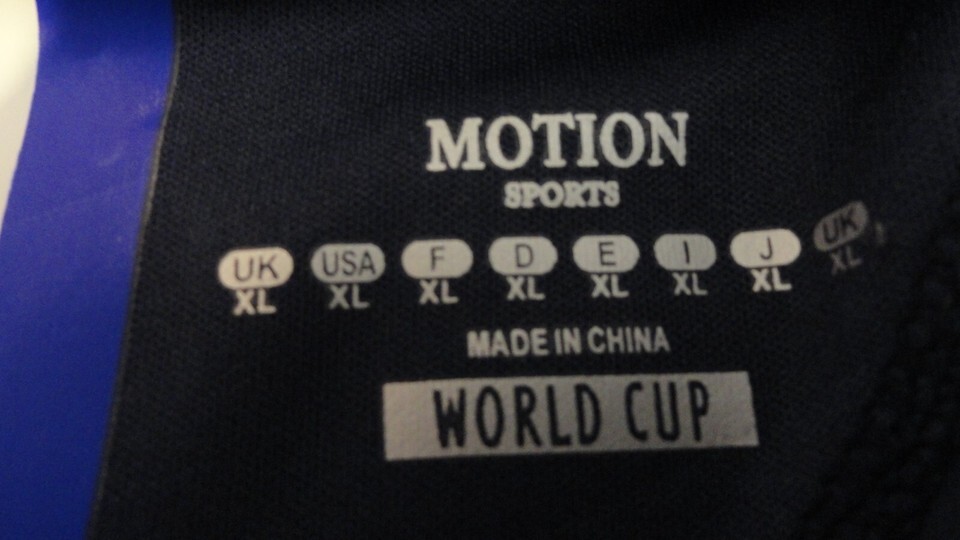 MOTION
SPORTS
UK USA F D E I J UK
XL XL XL XL XL XL XL XL
MADE IN CHINA
WORLD CUP